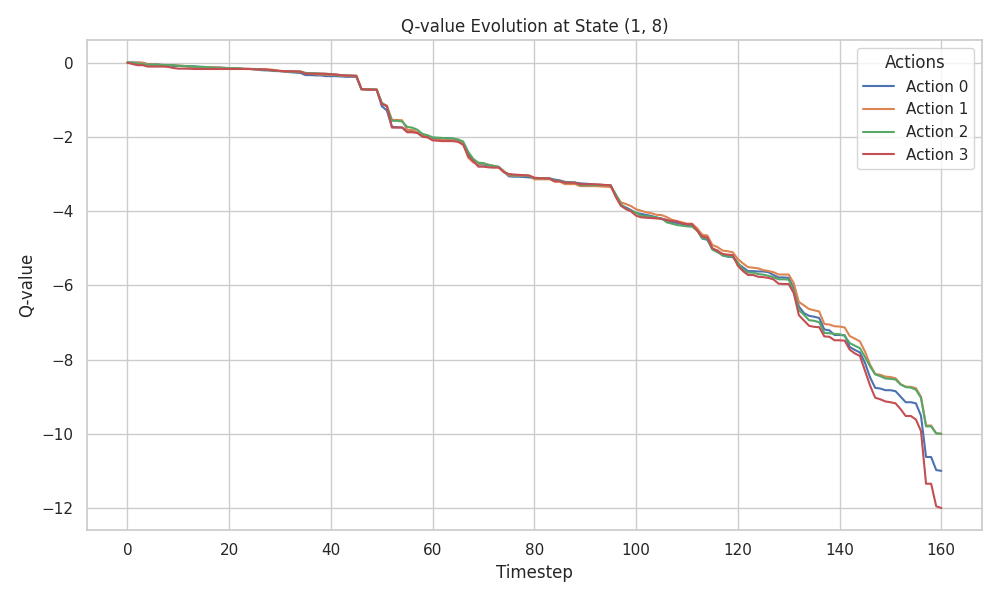 Q-value Evolution at State (1, 8)
Actions
Action 0
Action 1
Action 2
Action 3
Q-value
0
−2
−4
−6
−8
−10
−12
0 20 40 60 80 100 120 140 160
Timestep